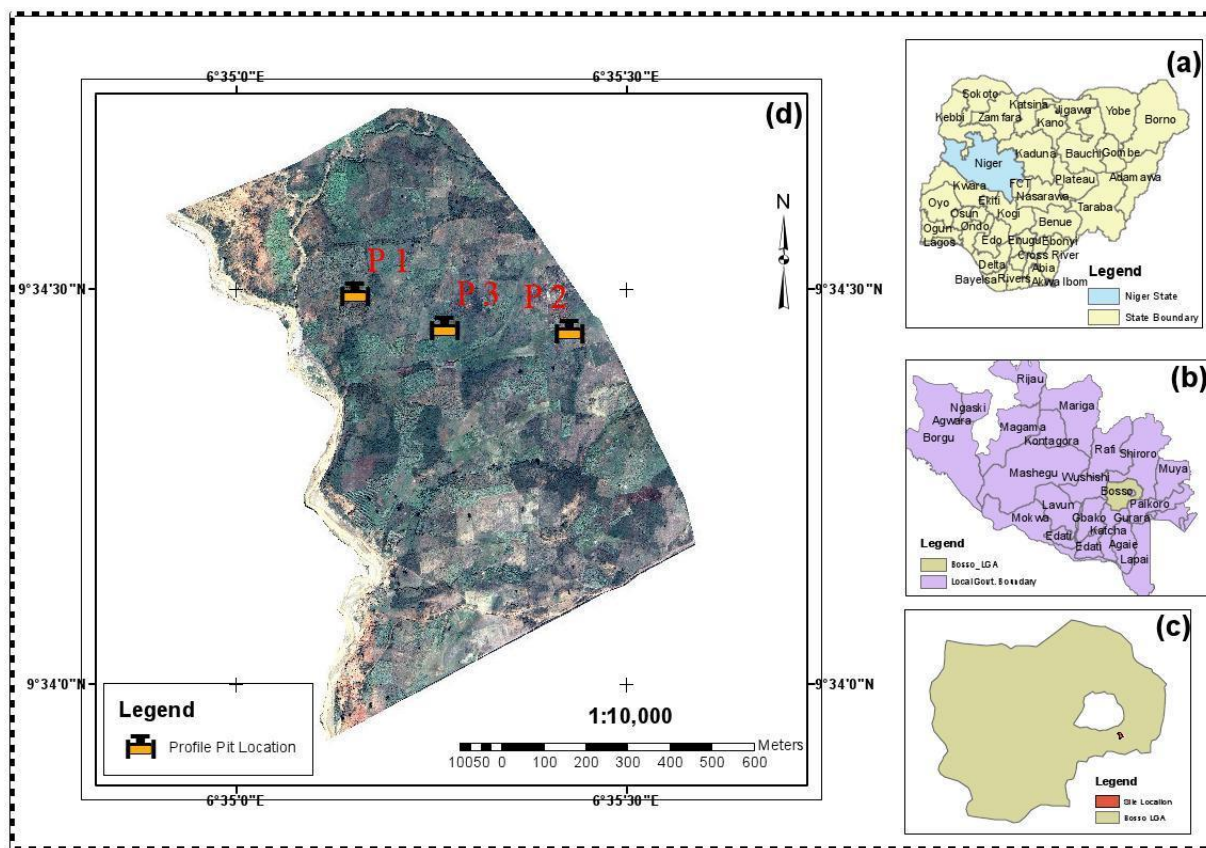 6°35'0"E 6°35'30"E
(d)
N
P 1
P 3 P 2
9°34'30"N 9°34'30"N
9°34'0"N 9°34'0"N
Legend
Profile Pit Location
1:10,000
Meters
10050 0 100 200 300 400 500 600
6°35'0"E 6°35'30"E
(a)
Sokoto
Katsina
Jigawa
Kebbi Zamfara Kano Yobe Borno
Kaduna Bauchi Gombe
Niger
Adamawa
Kwara FCT Plateau
Nasarawa
Oyo Ekiti Taraba
Osun Kogi
Ogun Ondo Benue
Lagos Edo Enugu Ebonyi
Cross River
Delta Abia
Bayelsa Rivers Akwa Ibom
Legend
Niger State
State Boundary
(b)
Rijau
Ngaski Mariga
Agwara Magama
Borgu Kontagora
Rafi Shiroro
Mashegu Wushishi Muya
Bosso
Lavun Paikoro
Mokwa Gbako Gurara
Edati Katcha
Edati Agaie
Lapai
Legend
Bosso_LGA
Local Govt. Boundary
(c)
Legend
Site Location
Bosso LGA